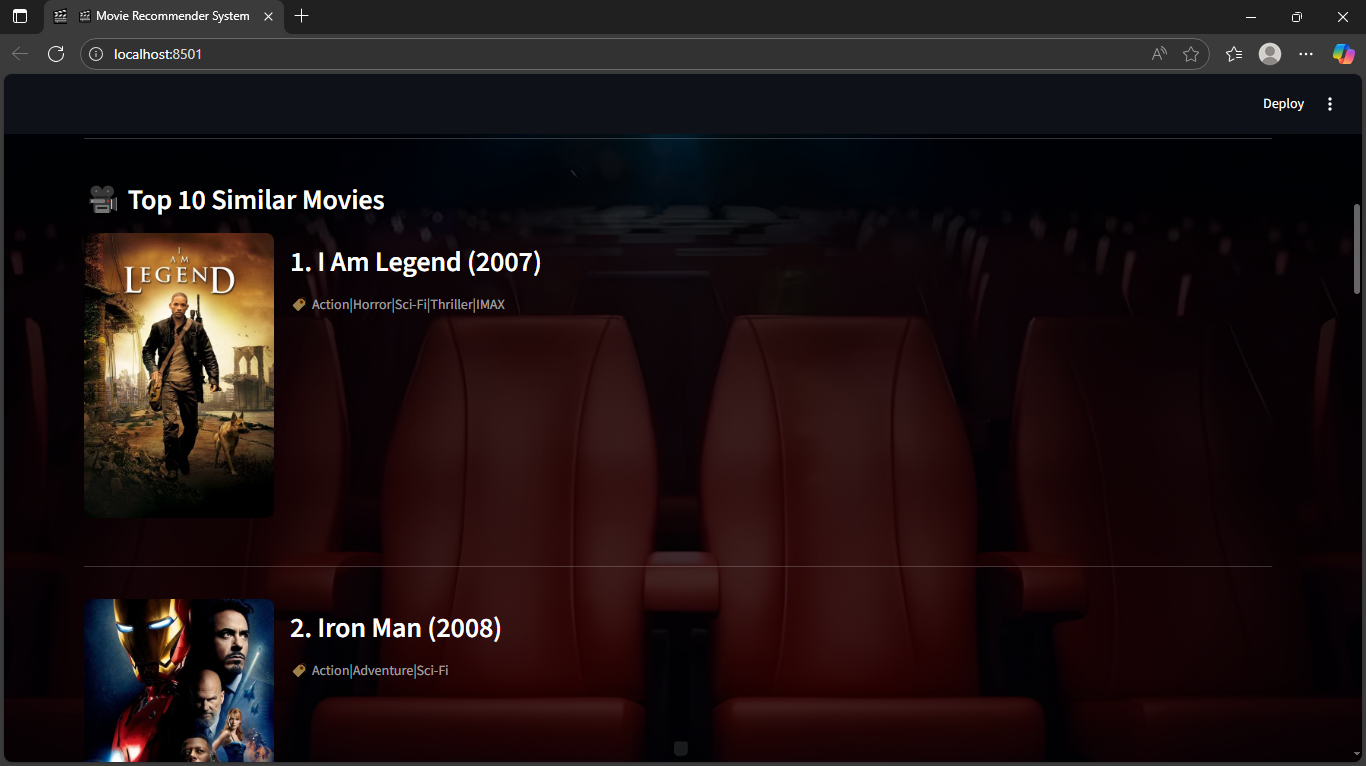 Movie Recommender System
localhost:8501
Deploy
Top 10 Similar Movies
I AM
LEGEND
1. I Am Legend (2007)
Action|Horror|Sci-Fi|Thriller|IMAX
2. Iron Man (2008)
Action|Adventure|Sci-Fi